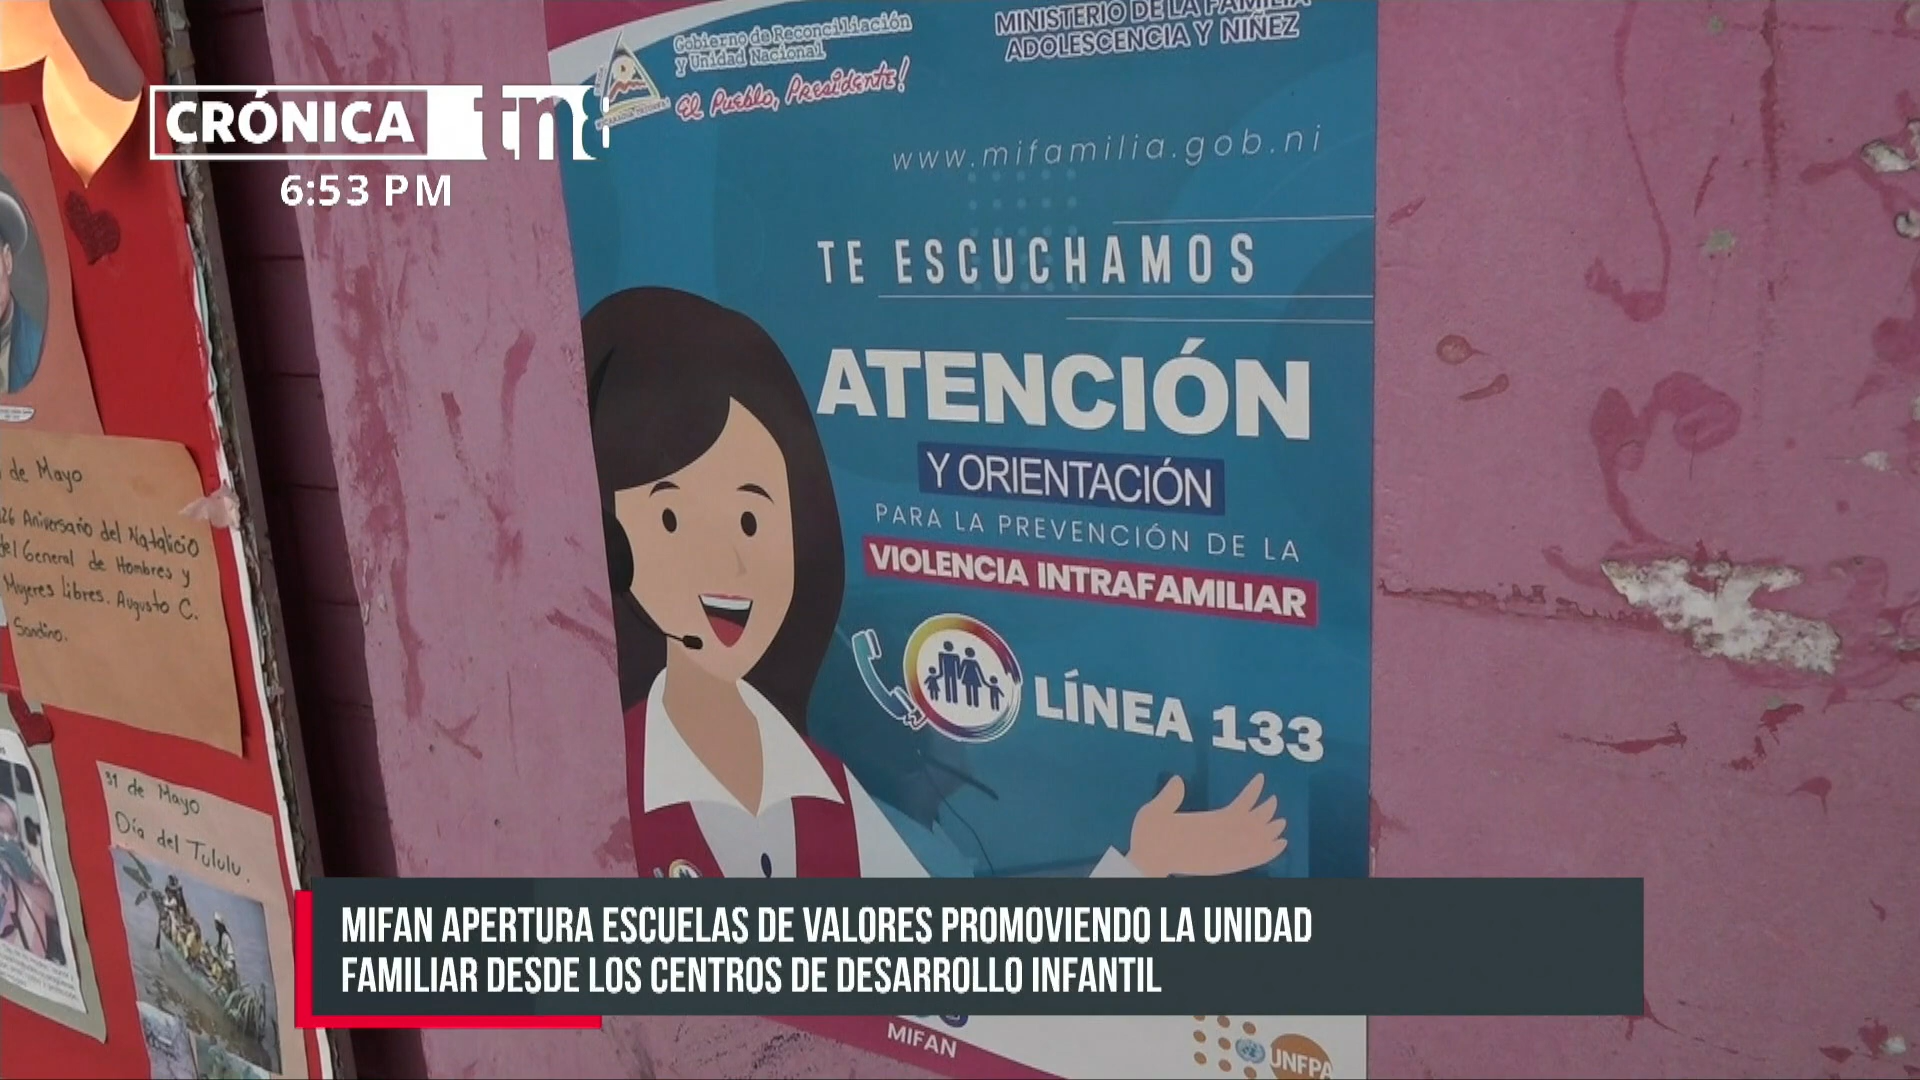 CRÓNICA tn8
6:53 PM
Gobierno de Reconciliación
y Unidad Nacional
El Pueblo, Presidente!
MINISTERIO DE LA FAMILIA
ADOLESCENCIA Y NIÑEZ
www.mifamilia.gob.ni
TE ESCUCHAMOS
ATENCIÓN
Y ORIENTACIÓN
PARA LA PREVENCIÓN DE LA
VIOLENCIA INTRAFAMILIAR
LÍNEA 133
de Mayo
26 Aniversario del Natalicio
del General de Hombres y
Mujeres Libres. Augusto C.
Sandino.
31 de Mayo
Día del Tululu.
MIFAN APERTURA ESCUELAS DE VALORES PROMOVIENDO LA UNIDAD
FAMILIAR DESDE LOS CENTROS DE DESARROLLO INFANTIL
MIFAN
UNFPA